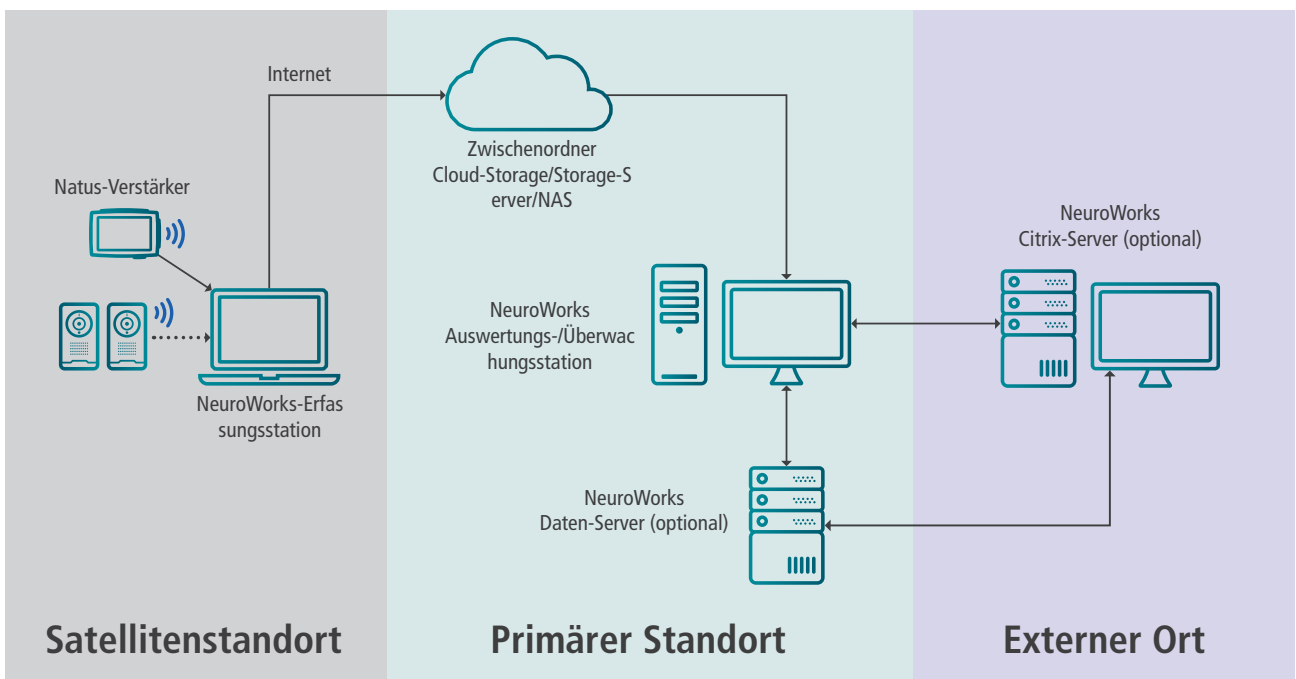 Internet
Natus-Verstärker
NeuroWorks-Erfas
sungsstation
Zwischenordner
Cloud-Storage/Storage-S
erver/NAS
NeuroWorks
Auswertungs-/Überwac
hungsstation
NeuroWorks
Daten-Server (optional)
NeuroWorks
Citrix-Server (optional)
Satellitenstandort
Primärer Standort
Externer Ort